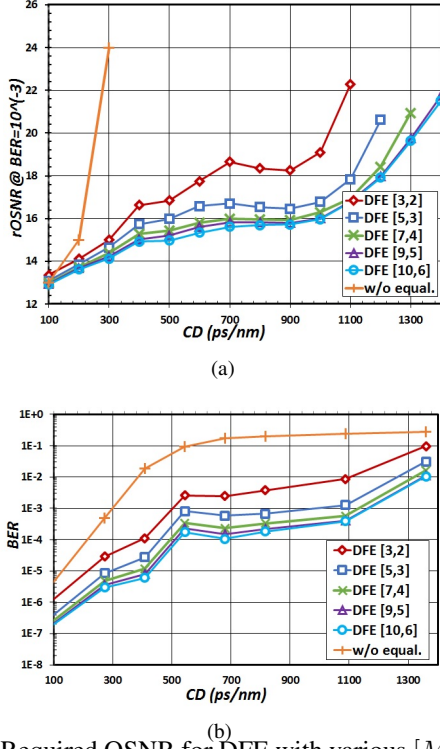 26
24
22
20
18
16
14
12
rOSNR @ BER=10^(-3)
DFE [3,2]
DFE [5,3]
DFE [7,4]
DFE [9,5]
DFE [10,6]
w/o equal.
100 300 500 700 900 1100 1300
CD (ps/nm)
(a)
1E+0
1E-1
1E-2
1E-3
1E-4
1E-5
1E-6
1E-7
1E-8
BER
DFE [3,2]
DFE [5,3]
DFE [7,4]
DFE [9,5]
DFE [10,6]
w/o equal.
100 300 500 700 900 1100 1300
CD (ps/nm)
(b)
Required OSNR for DFE with various